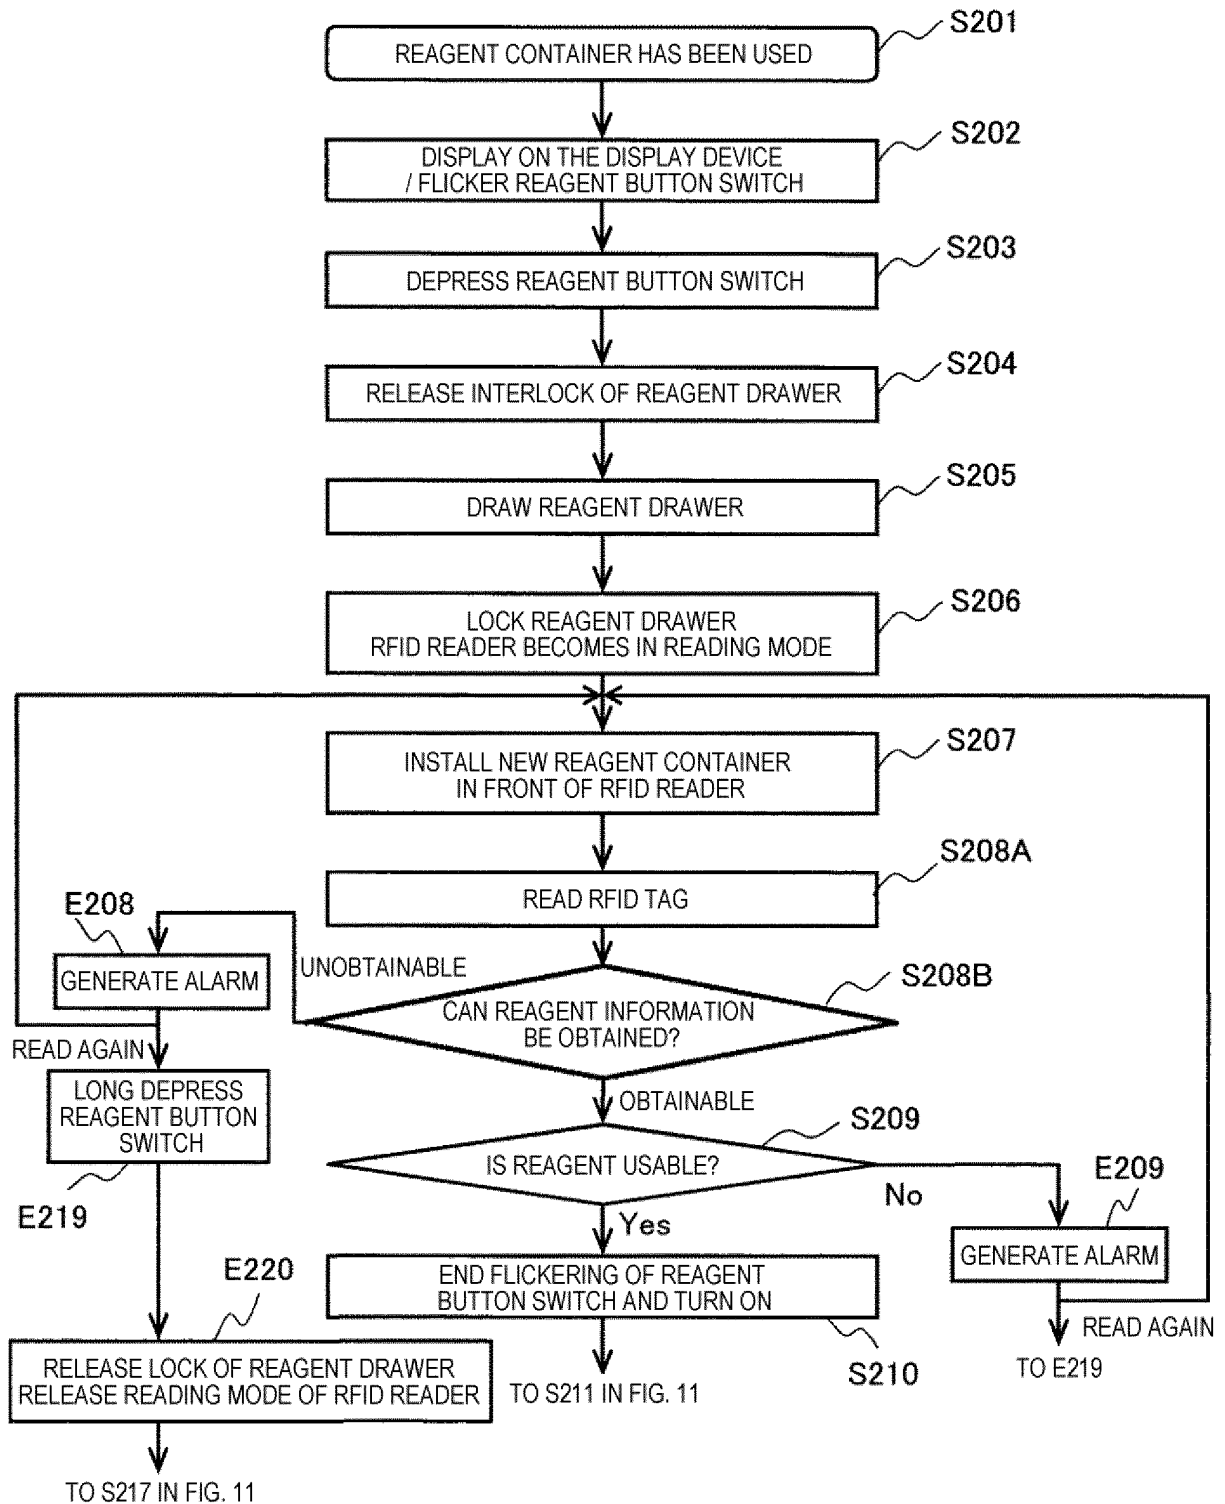 S201
REAGENT CONTAINER HAS BEEN USED
S202
DISPLAY ON THE DISPLAY DEVICE
/ FLICKER REAGENT BUTTON SWITCH
S203
DEPRESS REAGENT BUTTON SWITCH
S204
RELEASE INTERLOCK OF REAGENT DRAWER
S205
DRAW REAGENT DRAWER
S206
LOCK REAGENT DRAWER
RFID READER BECOMES IN READING MODE
S207
INSTALL NEW REAGENT CONTAINER
IN FRONT OF RFID READER
S208A
READ RFID TAG
E208
GENERATE ALARM
UNOBTAINABLE
S208B
CAN REAGENT INFORMATION
BE OBTAINED?
READ AGAIN
LONG DEPRESS
REAGENT BUTTON
SWITCH
E219
OBTAINABLE
S209
IS REAGENT USABLE?
No
E209
GENERATE ALARM
READ AGAIN
TO E219
Yes
END FLICKERING OF REAGENT
BUTTON SWITCH AND TURN ON
S210
TO S211 IN FIG. 11
E220
RELEASE LOCK OF REAGENT DRAWER
RELEASE READING MODE OF RFID READER
TO S217 IN FIG. 11